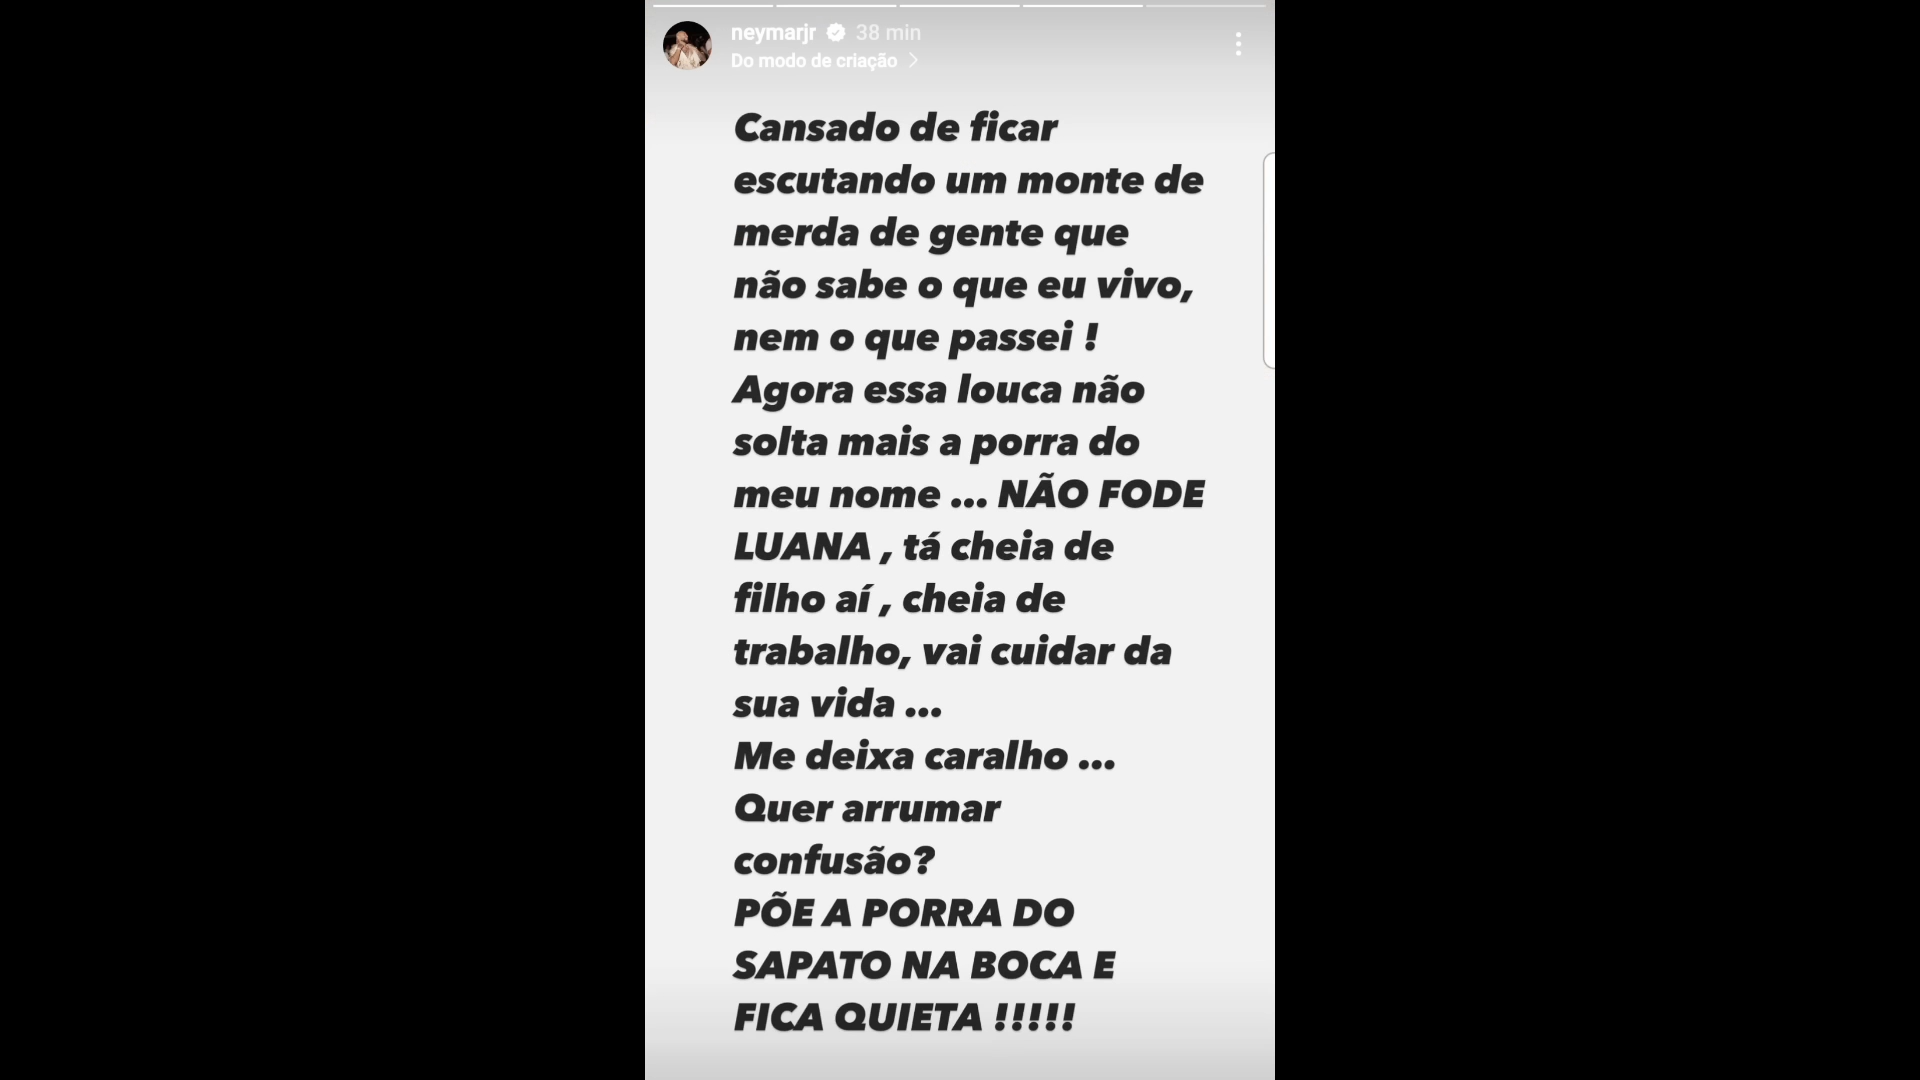 neymarjr 38 min
Do modo de criação
Cansado de ficar
escutando um monte de
merda de gente que
não sabe o que eu vivo,
nem o que passei !
Agora essa louca não
solta mais a porra do
meu nome ... NÃO FODE
LUANA , tá cheia de
filho aí , cheia de
trabalho, vai cuidar da
sua vida ...
Me deixa caralho ...
Quer arrumar
confusão?
PÕE A PORRA DO
SAPATO NA BOCA E
FICA QUIETA !!!!!